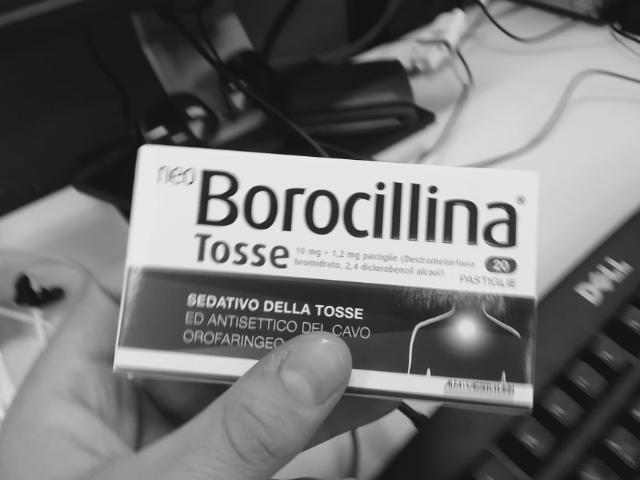 neo Borocillina®
Tosse
10 mg + 1,2 mg pastiglie (Destrometorfano
bromidrato, 2,4 diclorobenzil alcool)
20
PASTIGLIE
SEDATIVO DELLA TOSSE
ED ANTISETTICO DEL CAVO
OROFARINGEO
DELL